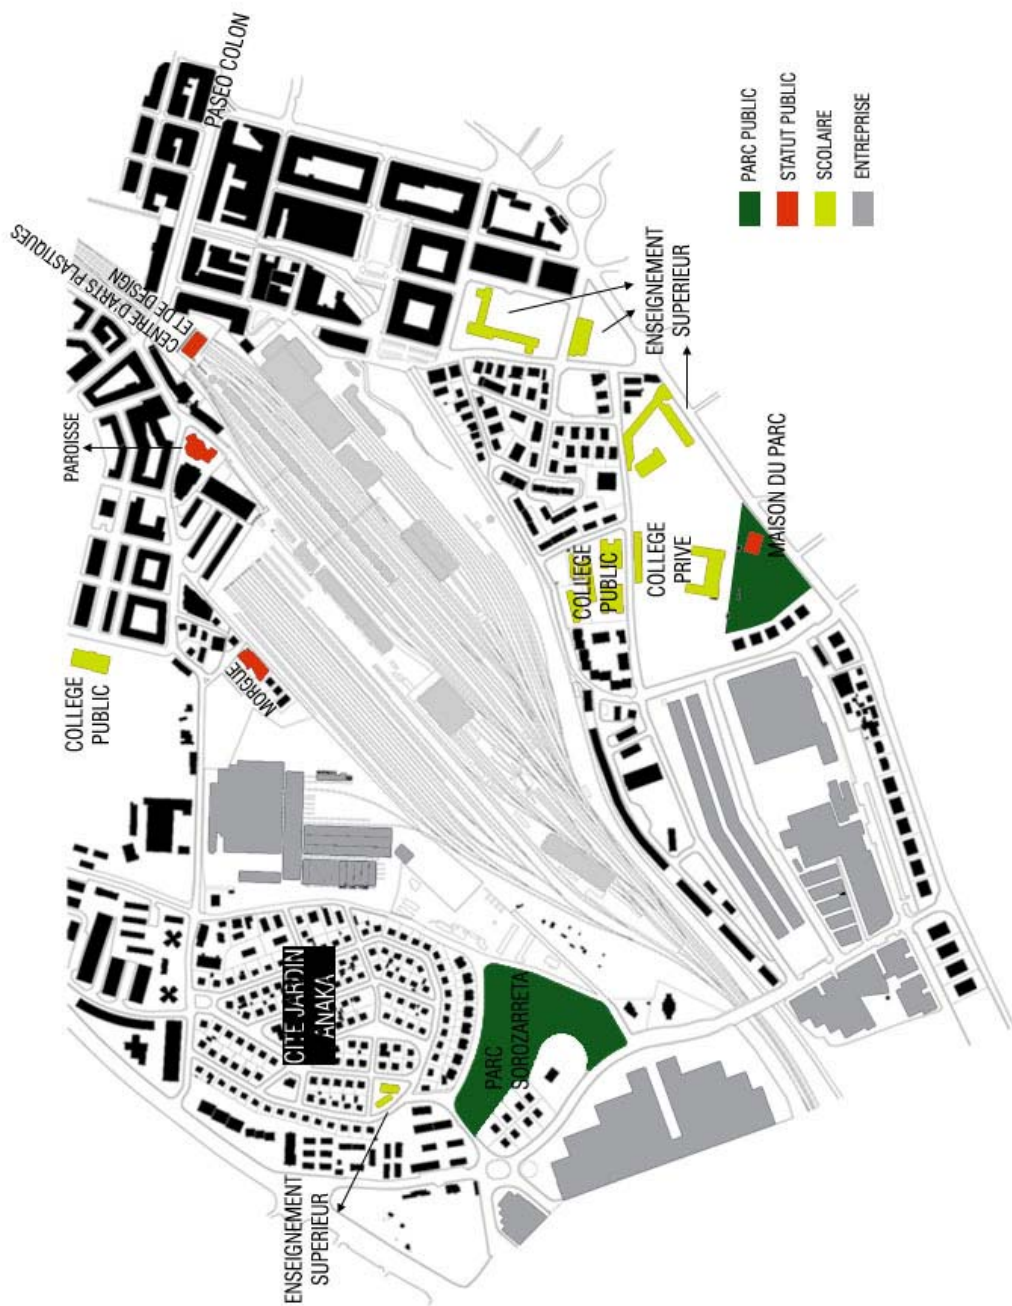 PASEO COLON
CENTRE D'ARTS PLASTIQUES
ET DE DESIGN
PAROISSE
COLLEGE
PUBLIC
MORGUE
CITE JARDIN
ANAKA
ENSEIGNEMENT
SUPERIEUR
PARC
SOROZARRETA
COLLEGE
PUBLIC
COLLEGE
PRIVE
MAISON DU PARC
ENSEIGNEMENT
SUPERIEUR
PARC PUBLIC
STATUT PUBLIC
SCOLAIRE
ENTREPRISE